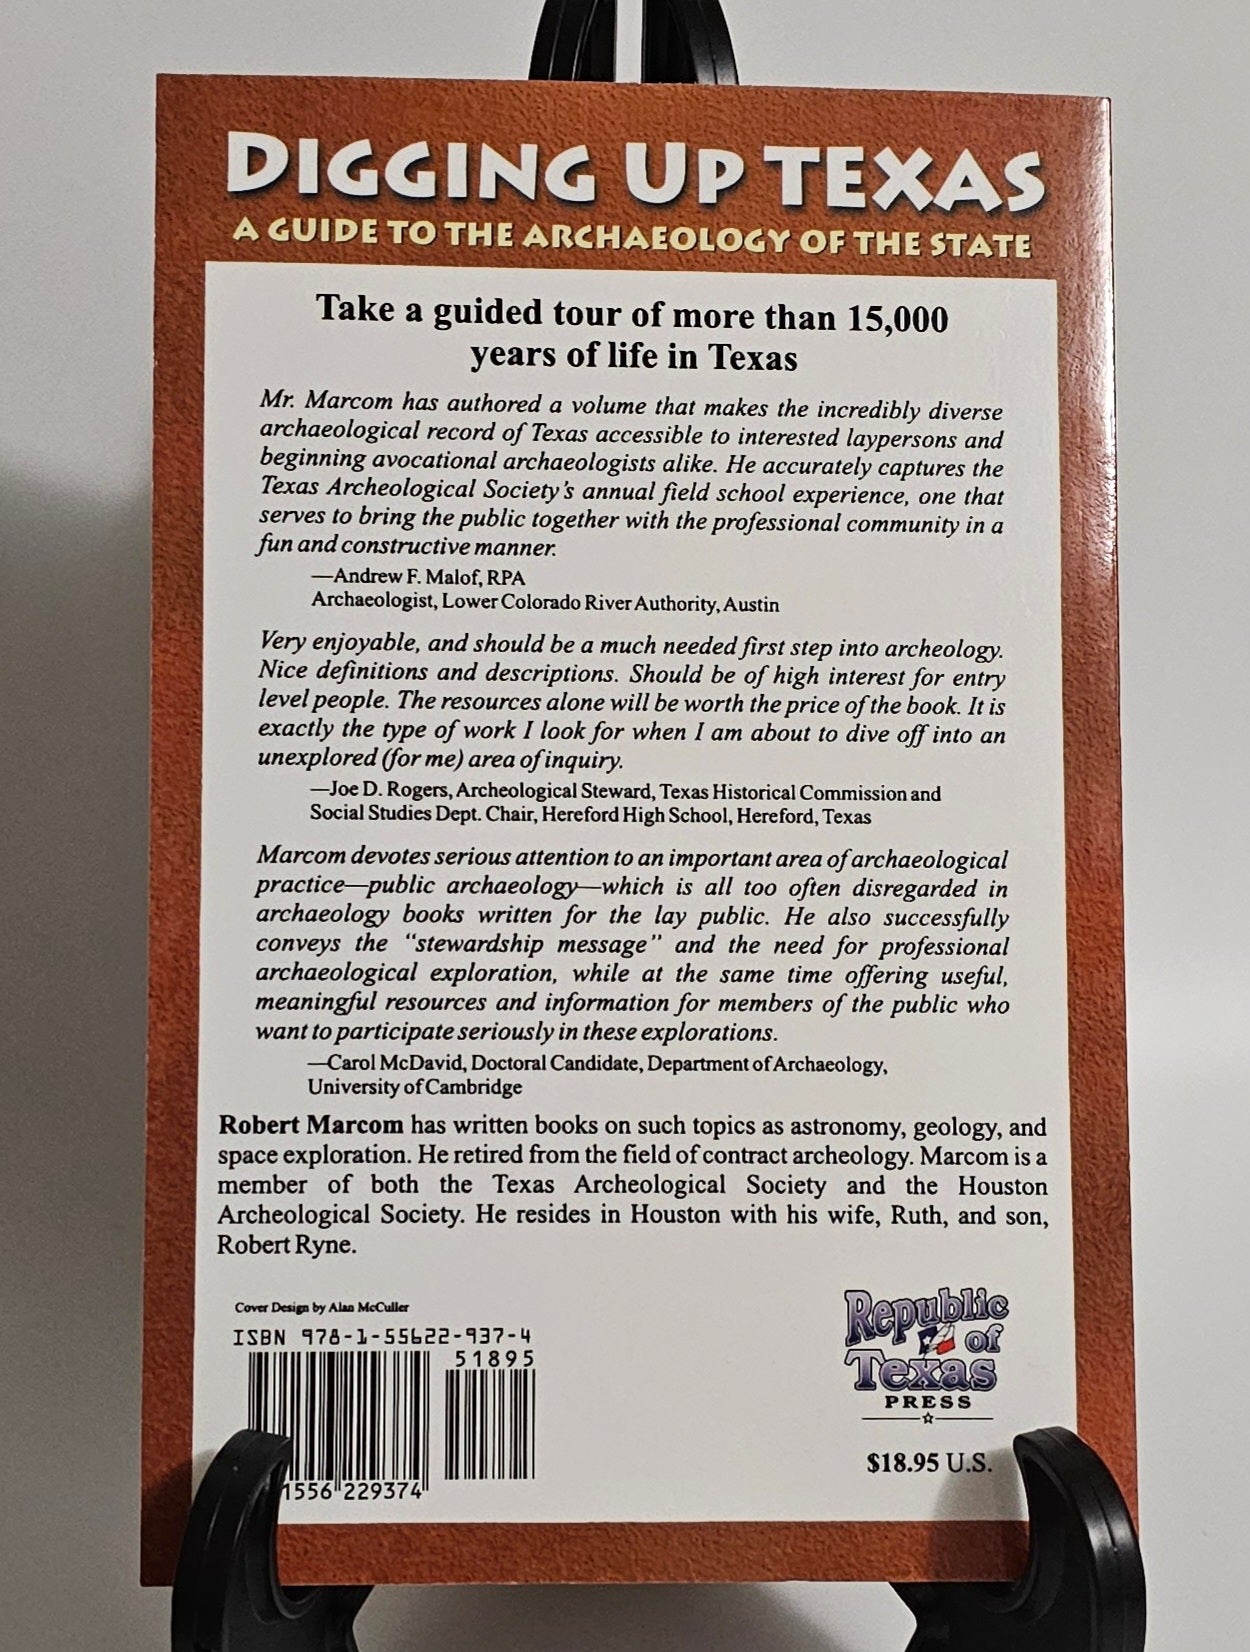 DIGGING UP TEXAS
A GUIDE TO THE ARCHAEOLOGY OF THE STATE
Take a guided tour of more than 15,000
years of life in Texas
Mr. Marcom has authored a volume that makes the incredibly diverse
archaeological record of Texas accessible to interested laypersons and
beginning avocational archaeologists alike. He accurately captures the
Texas Archeological Society's annual field school experience, one that
serves to bring the public together with the professional community in a
fun and constructive manner.
—Andrew F. Malof, RPA
Archaeologist, Lower Colorado River Authority, Austin
Very enjoyable, and should be a much needed first step into archeology.
Nice definitions and descriptions. Should be of high interest for entry
level people. The resources alone will be worth the price of the book. It is
exactly the type of work I look for when I am about to dive off into an
unexplored (for me) area of inquiry.
—Joe D. Rogers, Archeological Steward, Texas Historical Commission and
Social Studies Dept. Chair, Hereford High School, Hereford, Texas
Marcom devotes serious attention to an important area of archaeological
practice—public archaeology—which is all too often disregarded in
archaeology books written for the lay public. He also successfully
conveys the "stewardship message" and the need for professional
archaeological exploration, while at the same time offering useful,
meaningful resources and information for members of the public who
want to participate seriously in these explorations.
—Carol McDavid, Doctoral Candidate, Department of Archaeology,
University of Cambridge
Robert Marcom has written books on such topics as astronomy, geology, and
space exploration. He retired from the field of contract archeology. Marcom is a
member of both the Texas Archeological Society and the Houston
Archeological Society. He resides in Houston with his wife, Ruth, and son,
Robert Ryne.
Cover Design by Alan McCuller
ISBN 978-1-55622-937-4
51895
1556 229374
Republic
of
Texas
PRESS
$18.95 U.S.